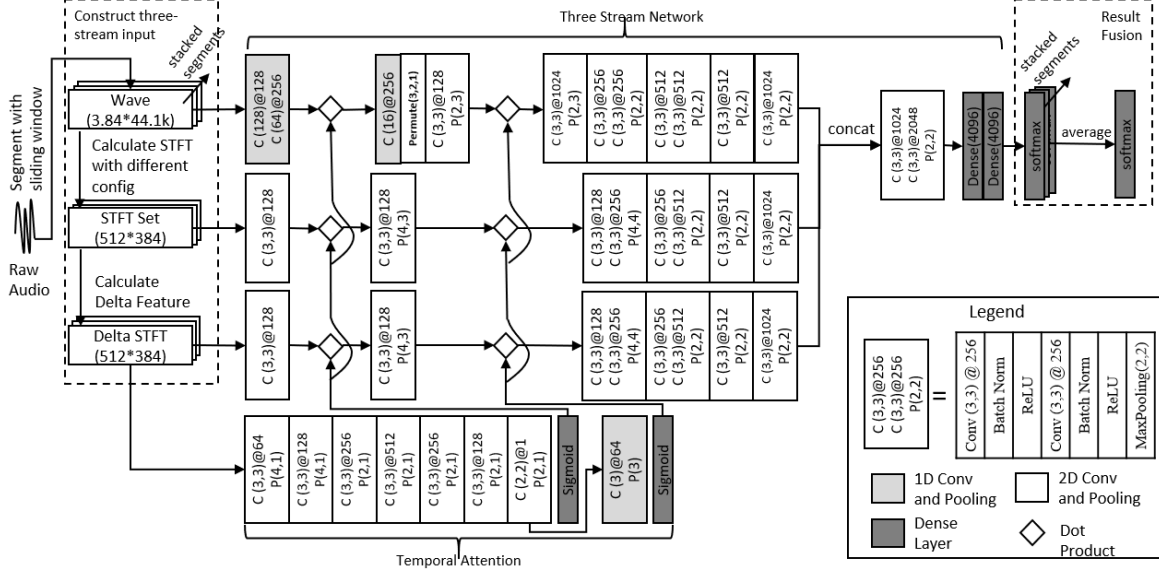 Construct three-
stream input
Three Stream Network
Result
Fusion
stacked
segments
Segment with
sliding window
Raw
Audio
Wave
(3.84*44.1k)
Calculate STFT
with different
config
STFT Set
(512*384)
Calculate
Delta Feature
Delta STFT
(512*384)
C (128)@128
C (64)@256
C (16)@256
Permute(3,2,1)
C (3,3)@128
P(2,3)
C (3,3)@1024
P(2,3)
C (3,3)@256
C (3,3)@256
P(2,2)
C (3,3)@512
C (3,3)@512
P(2,2)
C (3,3)@512
P(2,2)
C (3,3)@1024
P(2,2)
C (3,3)@128
C (3,3)@128
P(4,3)
C (3,3)@128
C (3,3)@256
P(4,4)
C (3,3)@256
C (3,3)@512
P(2,2)
C (3,3)@512
P(2,2)
C (3,3)@1024
P(2,2)
C (3,3)@128
C (3,3)@128
P(4,3)
C (3,3)@128
C (3,3)@256
P(4,4)
C (3,3)@256
C (3,3)@512
P(2,2)
C (3,3)@512
P(2,2)
C (3,3)@1024
P(2,2)
concat
C (3,3)@1024
C (3,3)@2048
P(2,2)
Dense(4096)
Dense(4096)
stacked
segments
softmax
average
softmax
C (3,3)@64
P(4,1)
C (3,3)@128
P(4,1)
C (3,3)@256
P(2,1)
C (3,3)@512
P(2,1)
C (3,3)@256
P(2,1)
C (3,3)@128
P(2,1)
C (2,2)@1
P(2,1)
Sigmoid
C (3)@64
P(3)
Sigmoid
Temporal Attention
Legend
C (3,3)@256
C (3,3)@256
P(2,2)
=
Conv (3,3) @ 256
Batch Norm
ReLU
Conv (3,3) @ 256
Batch Norm
ReLU
MaxPooling(2,2)
1D Conv
and Pooling
2D Conv
and Pooling
Dense
Layer
Dot
Product